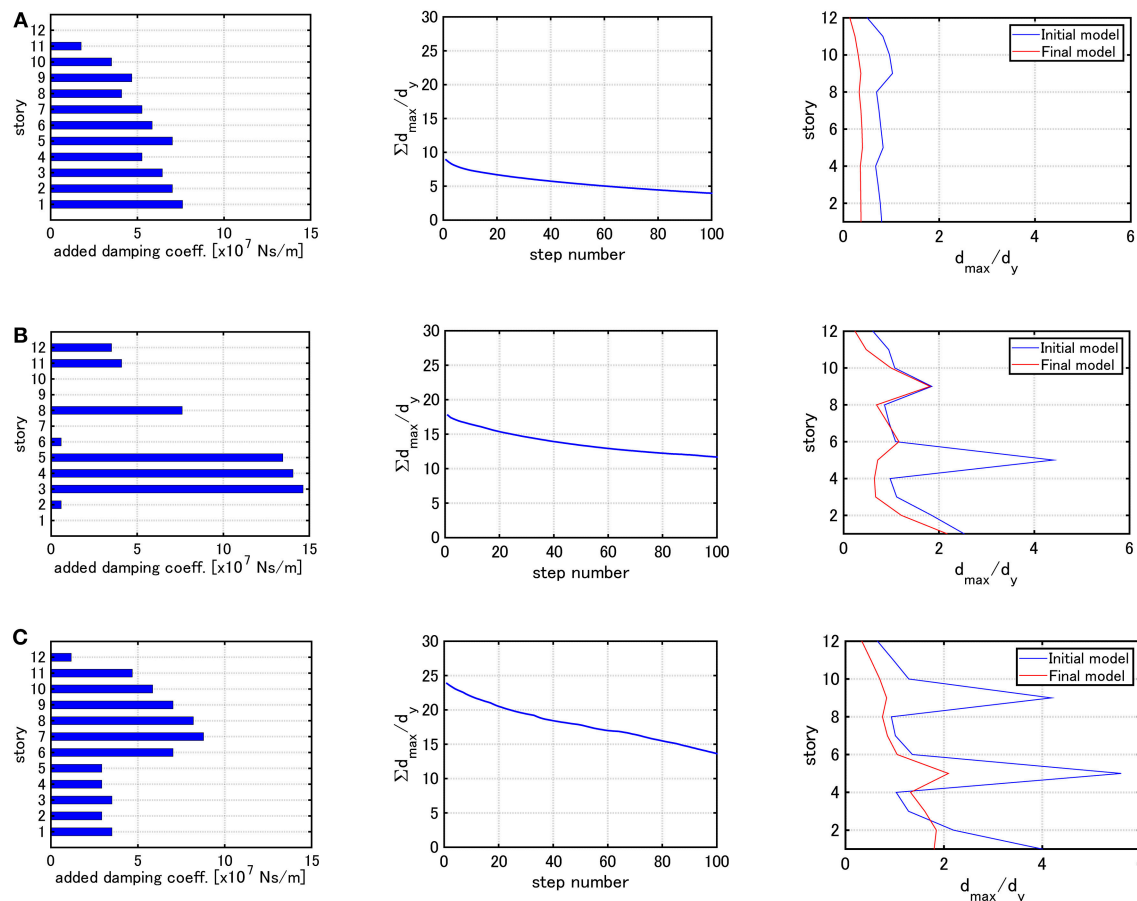 A
story
12
11
10
9
8
7
6
5
4
3
2
1
0 5 10 15
added damping coeff. [x10⁷ Ns/m]
Σd_max/d_y
30
25
20
15
10
5
0
0 20 40 60 80 100
step number
story
12
10
8
6
4
2
0 2 4 6
d_max/d_y
Initial model
Final model
B
story
12
11
10
9
8
7
6
5
4
3
2
1
0 5 10 15
added damping coeff. [x10⁷ Ns/m]
Σd_max/d_y
30
25
20
15
10
5
0
0 20 40 60 80 100
step number
story
12
10
8
6
4
2
0 2 4 6
d_max/d_y
Initial model
Final model
C
story
12
11
10
9
8
7
6
5
4
3
2
1
0 5 10 15
added damping coeff. [x10⁷ Ns/m]
Σd_max/d_y
30
25
20
15
10
5
0
0 20 40 60 80 100
step number
story
12
10
8
6
4
2
0 2 4
d_max/d_y
Initial model
Final model